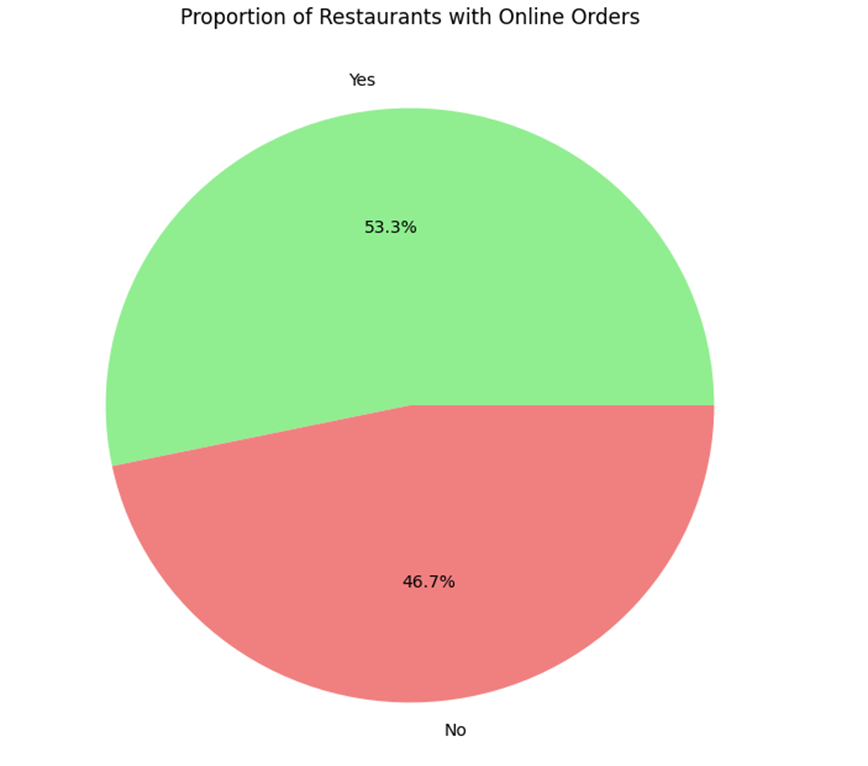 Proportion of Restaurants with Online Orders
Yes
53.3%
46.7%
No